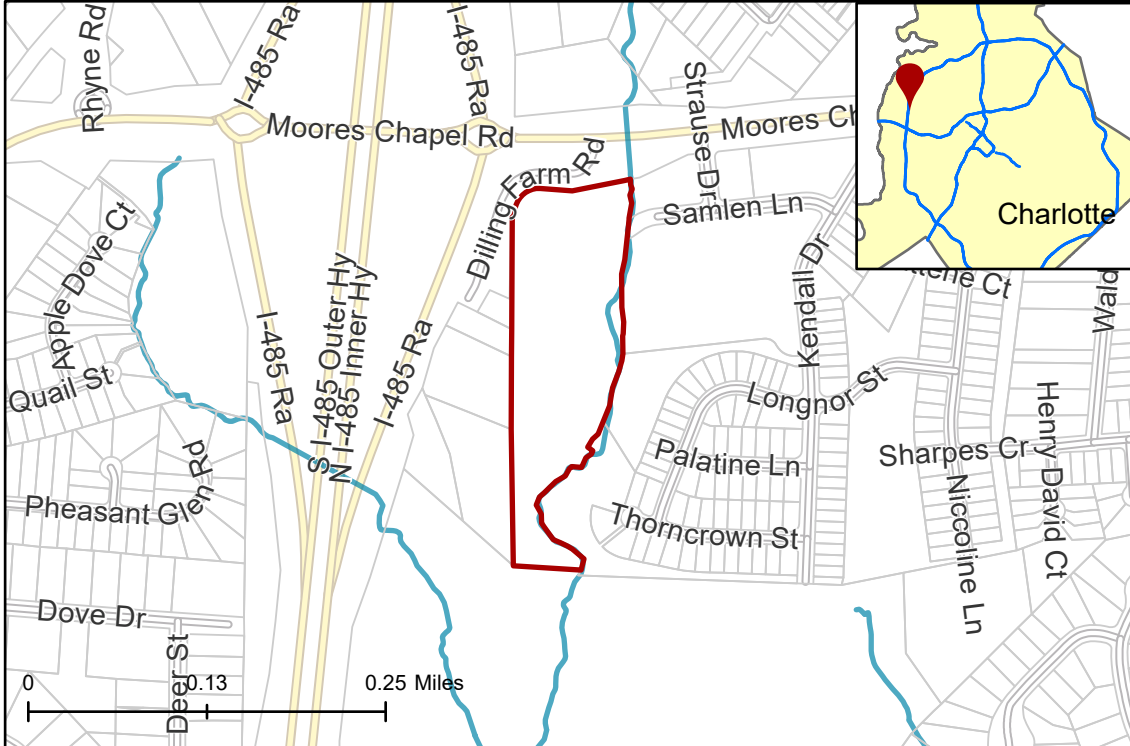 Rhyne Rd
I-485 Ra
I-485 Ra
Moores Chapel Rd
Strause Dr
Moores Ch
Charlotte
Dilling Farm Rd
Samlen Ln
Apple Dove Ct
Kendall Dr
ttene Ct
Wald
Quail St
I-485 Ra
S I-485 Outer Hy
N I-485 Inner Hy
I-485 Ra
Longnor St
Henry David Ct
Palatine Ln
Sharpes Cr
Pheasant Glen Rd
Thorncrown St
Niccoline Ln
Dove Dr
Deer St
0 0.13 0.25 Miles